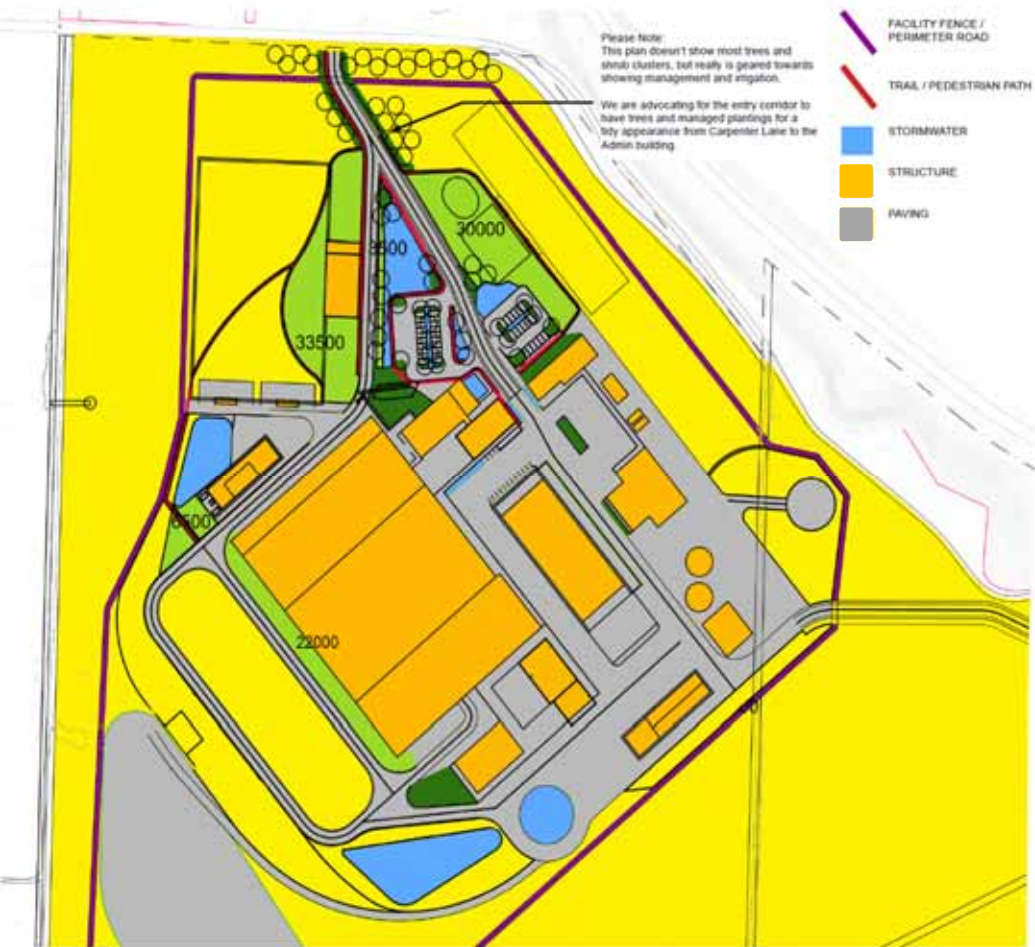 Please Note:
This plan doesn't show most trees and
shrub clusters, but really is geared towards
showing management and irrigation.
We are advocating for the entry corridor to
have trees and managed plantings for a
tidy appearance from Carpenter Lane to the
Admin building.
FACILITY FENCE /
PERIMETER ROAD
TRAIL / PEDESTRIAN PATH
STORMWATER
STRUCTURE
PAVING
30000
33500
22000